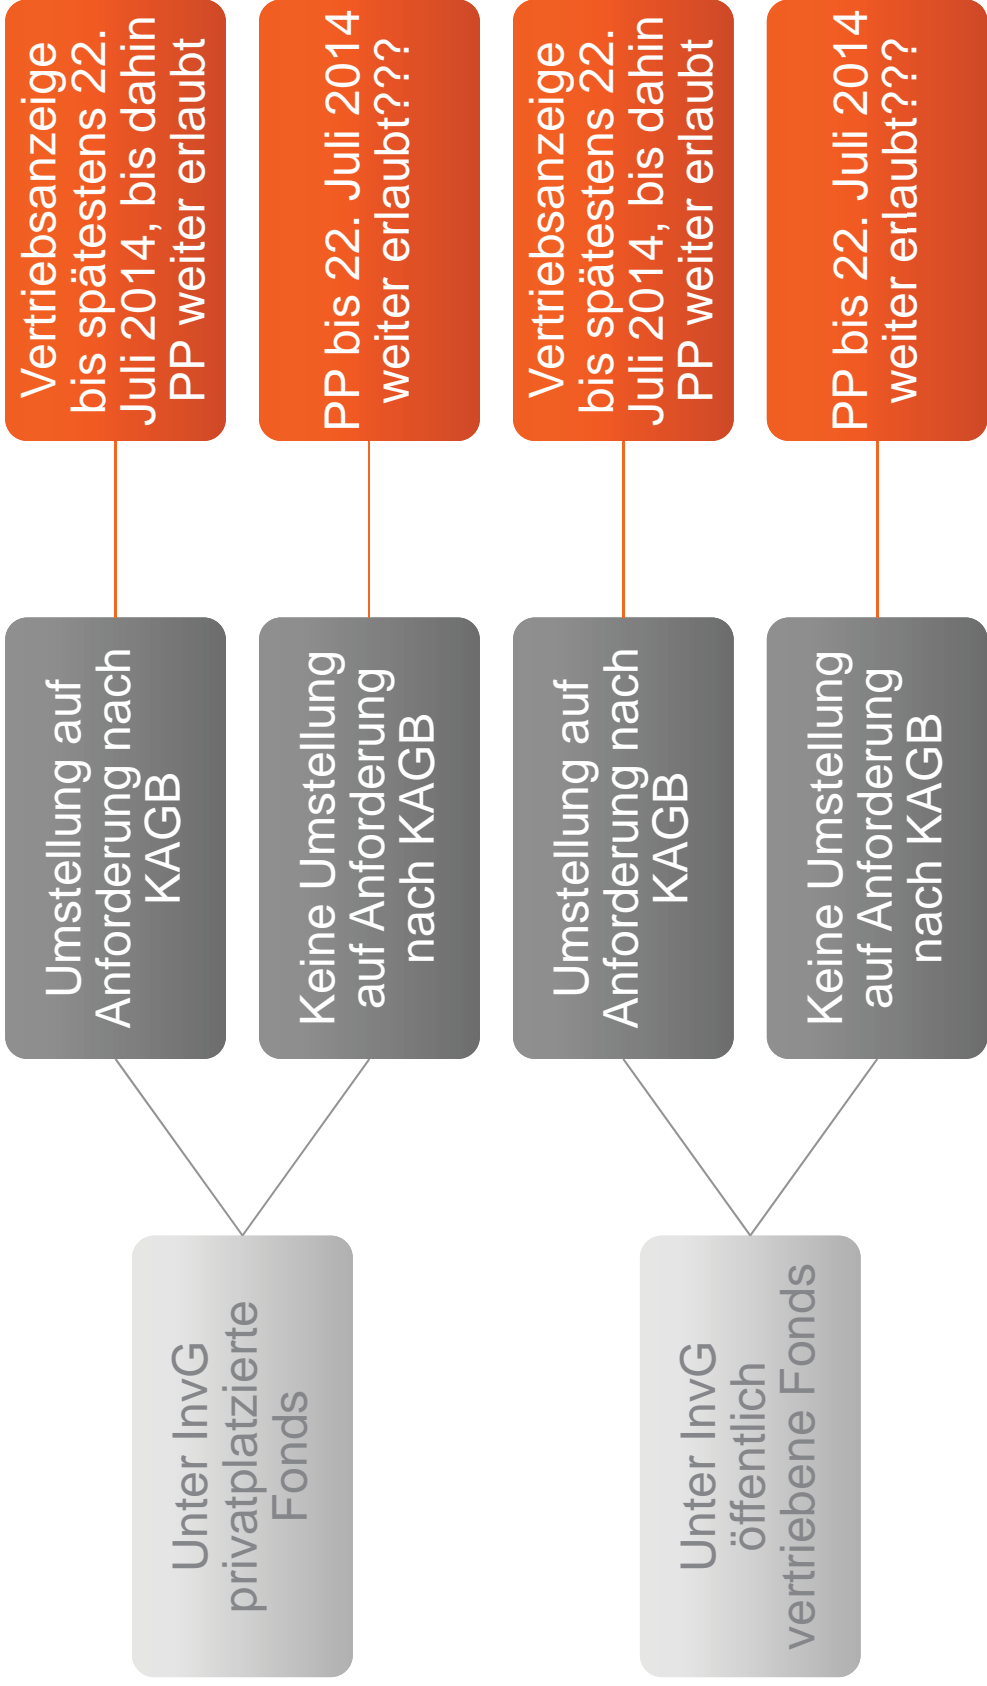 Unter InvG
privatplatzierte
Fonds
Umstellung auf
Anforderung nach
KAGB
Vertriebsanzeige
bis spätestens 22.
Juli 2014, bis dahin
PP weiter erlaubt
Keine Umstellung
auf Anforderung
nach KAGB
PP bis 22. Juli 2014
weiter erlaubt???
Unter InvG
öffentlich
vertriebene Fonds
Umstellung auf
Anforderung nach
KAGB
Vertriebsanzeige
bis spätestens 22.
Juli 2014, bis dahin
PP weiter erlaubt
Keine Umstellung
auf Anforderung
nach KAGB
PP bis 22. Juli 2014
weiter erlaubt???